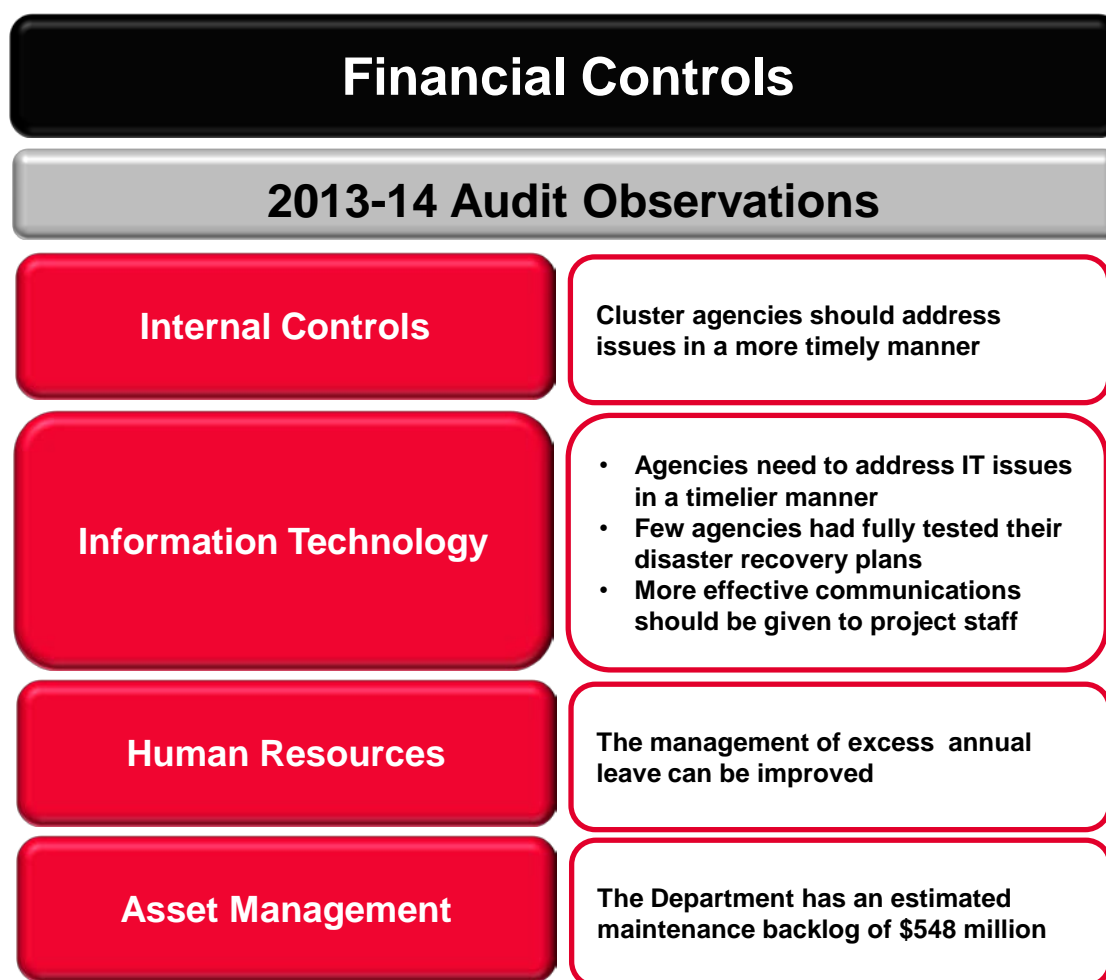 Financial Controls
2013-14 Audit Observations
Internal Controls
Cluster agencies should address
issues in a more timely manner
Information Technology
• Agencies need to address IT issues
in a timelier manner
• Few agencies had fully tested their
disaster recovery plans
• More effective communications
should be given to project staff
Human Resources
The management of excess annual
leave can be improved
Asset Management
The Department has an estimated
maintenance backlog of $548 million